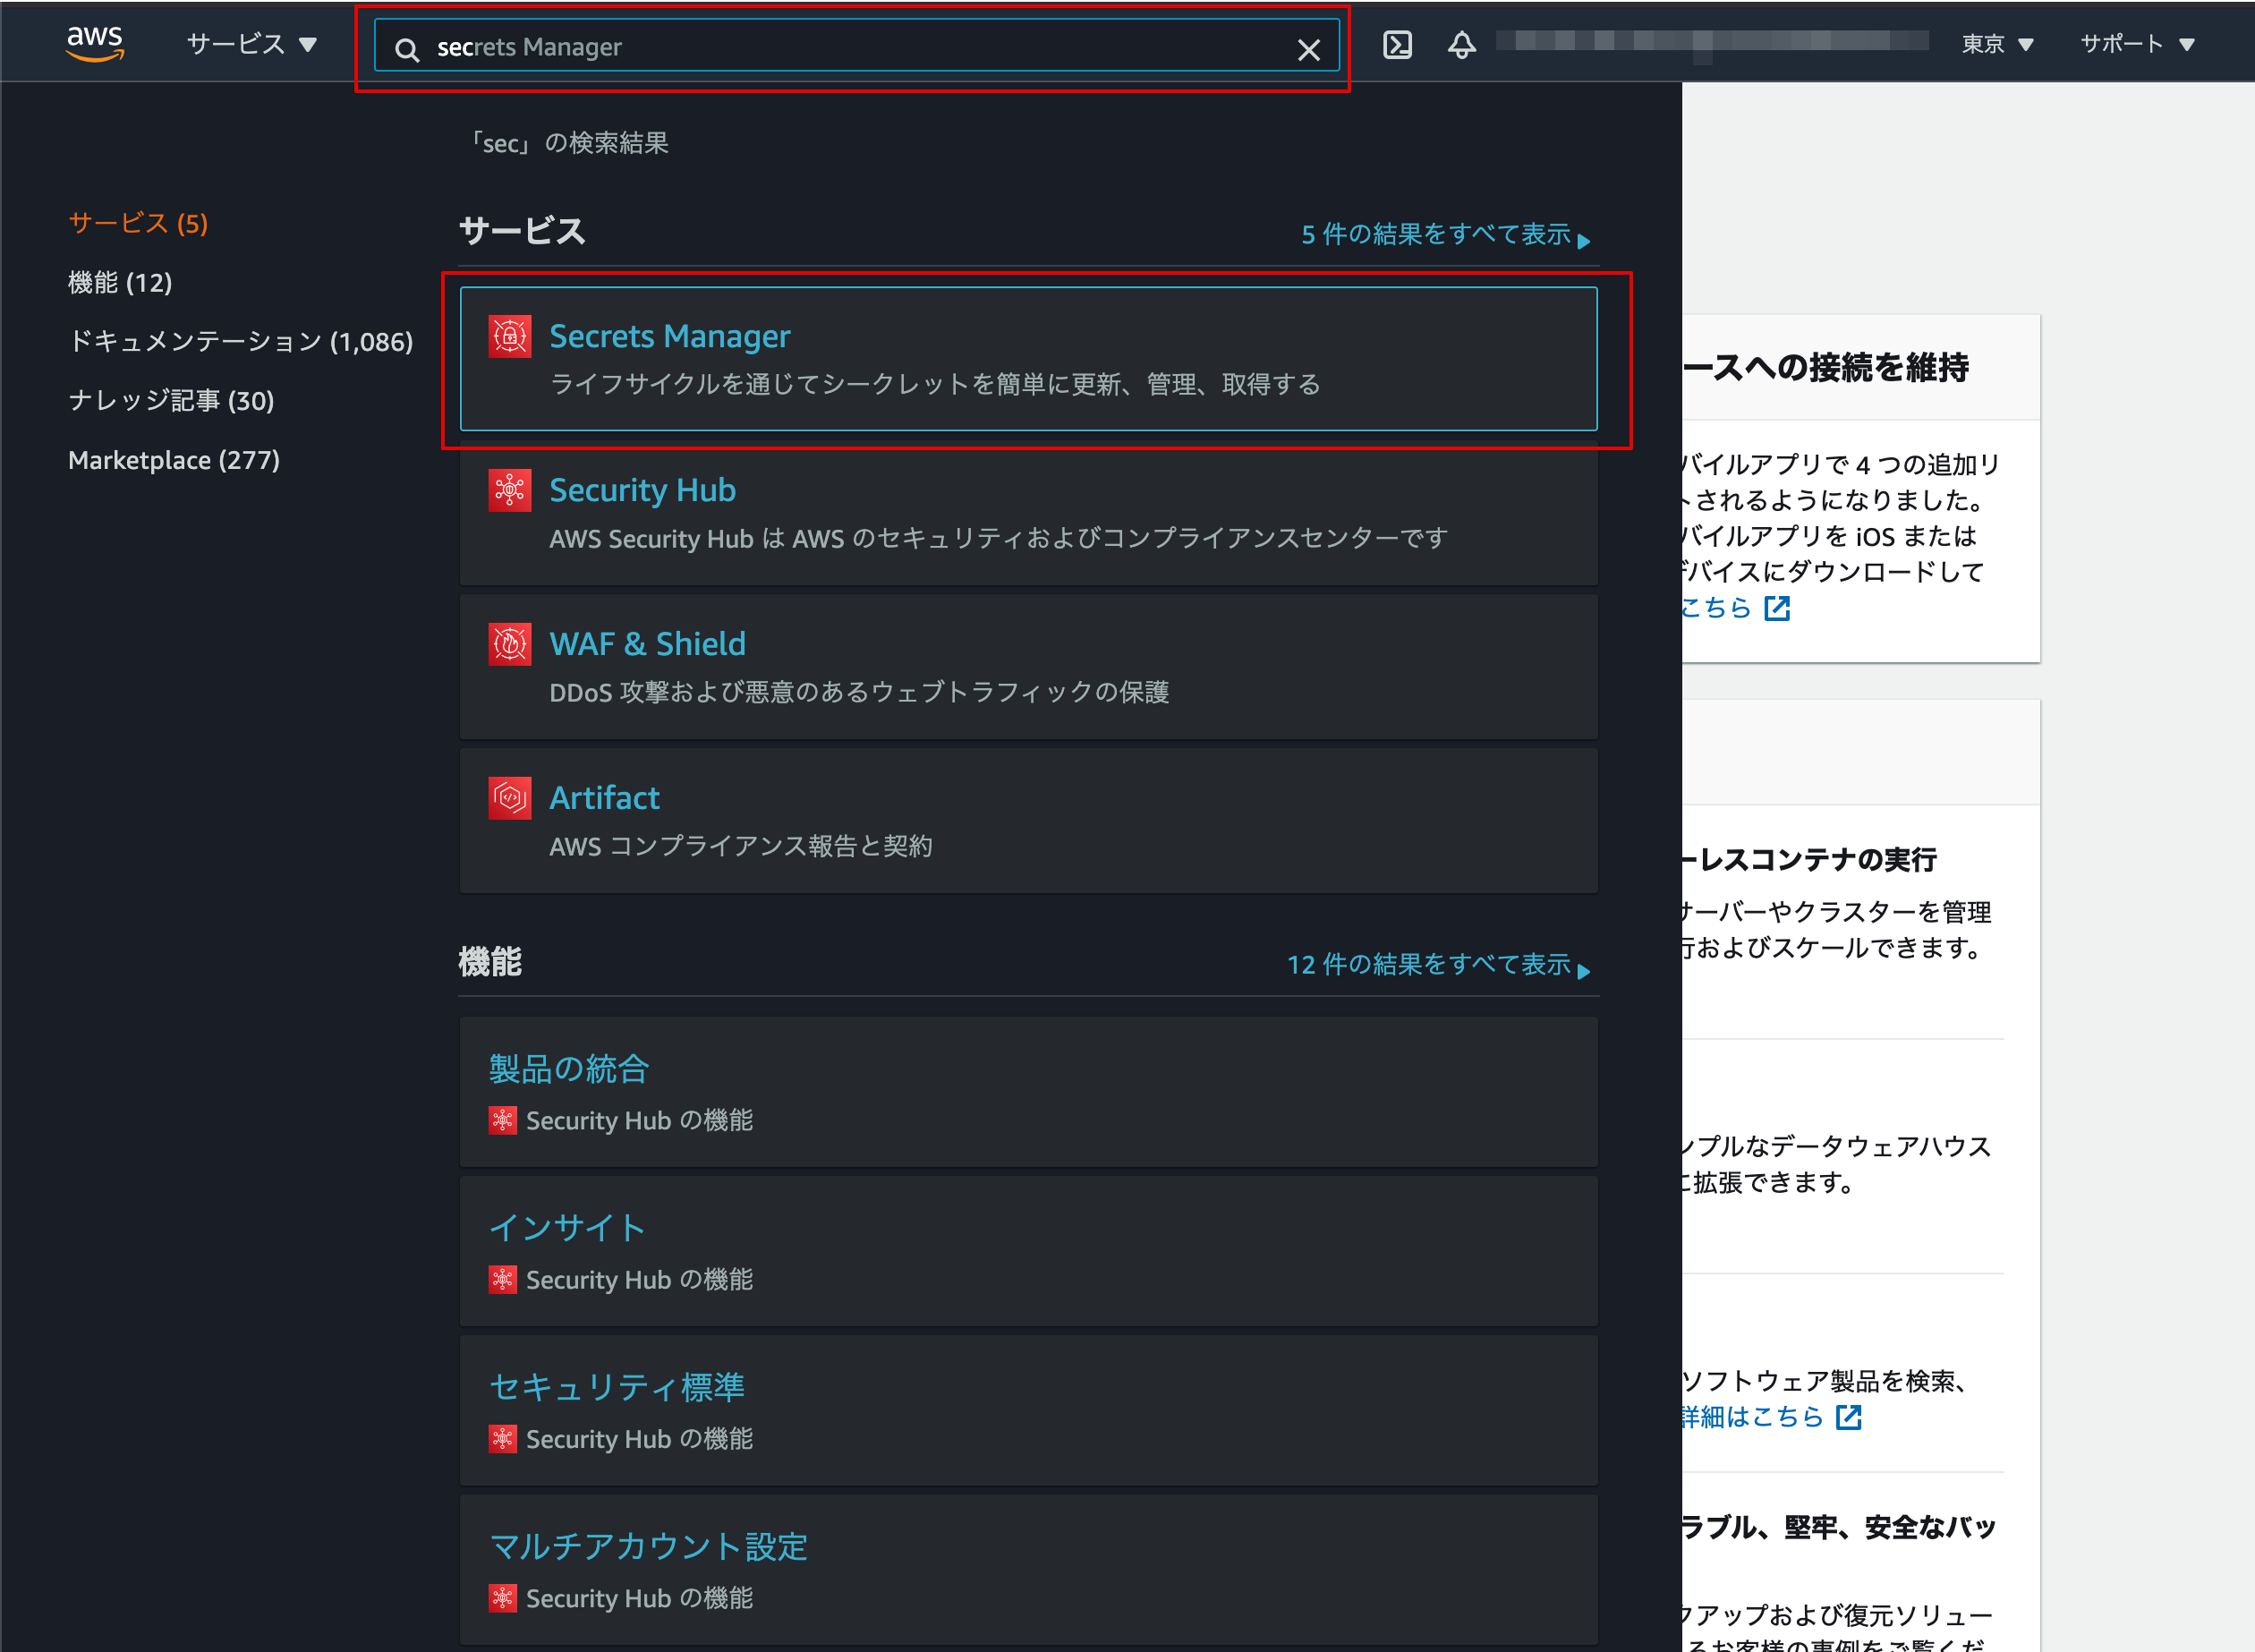 aws
サービス
secrets Manager
東京
サポート
「sec」の検索結果
サービス (5)
機能 (12)
ドキュメンテーション (1,086)
ナレッジ記事 (30)
Marketplace (277)
サービス
5 件の結果をすべて表示
Secrets Manager
ライフサイクルを通じてシークレットを簡単に更新、管理、取得する
Security Hub
AWS Security Hub は AWS のセキュリティおよびコンプライアンスセンターです
WAF & Shield
DDoS 攻撃および悪意のあるウェブトラフィックの保護
Artifact
AWS コンプライアンス報告と契約
機能
12 件の結果をすべて表示
製品の統合
Security Hub の機能
インサイト
Security Hub の機能
セキュリティ標準
Security Hub の機能
マルチアカウント設定
Security Hub の機能
ースへの接続を維持
バイルアプリで 4 つの追加リ
トされるようになりました。
バイルアプリを iOS または
デバイスにダウンロードして
こちら
ーレスコンテナの実行
サーバーやクラスターを管理
行およびスケールできます。
ンプルなデータウェアハウス
に拡張できます。
ソフトウェア製品を検索、
詳細はこちら
ラブル、堅牢、安全なバッ
クアップおよび復元ソリュー
るお客様の事例をご覧くだ